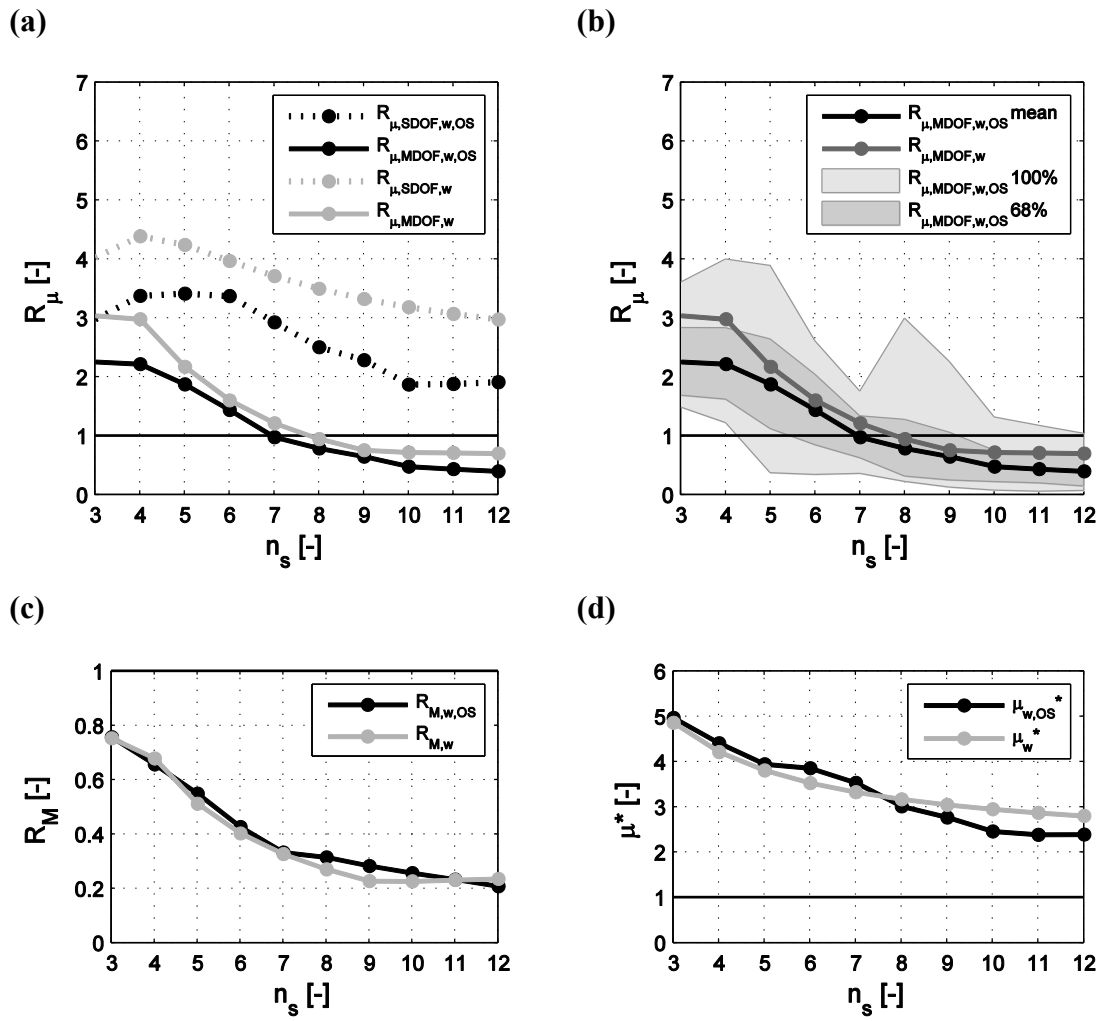 (a)
(b)
7
6
5
4
3
2
1
0
R_μ [-]
R_μ,SDOF,w,OS
R_μ,MDOF,w,OS
R_μ,SDOF,w
R_μ,MDOF,w
3 4 5 6 7 8 9 10 11 12
n_s [-]
7
6
5
4
3
2
1
0
R_μ [-]
R_μ,MDOF,w,OS mean
R_μ,MDOF,w
R_μ,MDOF,w,OS 100%
R_μ,MDOF,w,OS 68%
3 4 5 6 7 8 9 10 11 12
n_s [-]
(c)
(d)
1
0.8
0.6
0.4
0.2
0
R_M [-]
R_M,w,OS
R_M,w
3 4 5 6 7 8 9 10 11 12
n_s [-]
6
5
4
3
2
1
0
μ* [-]
μ_w,OS*
μ_w*
3 4 5 6 7 8 9 10 11 12
n_s [-]